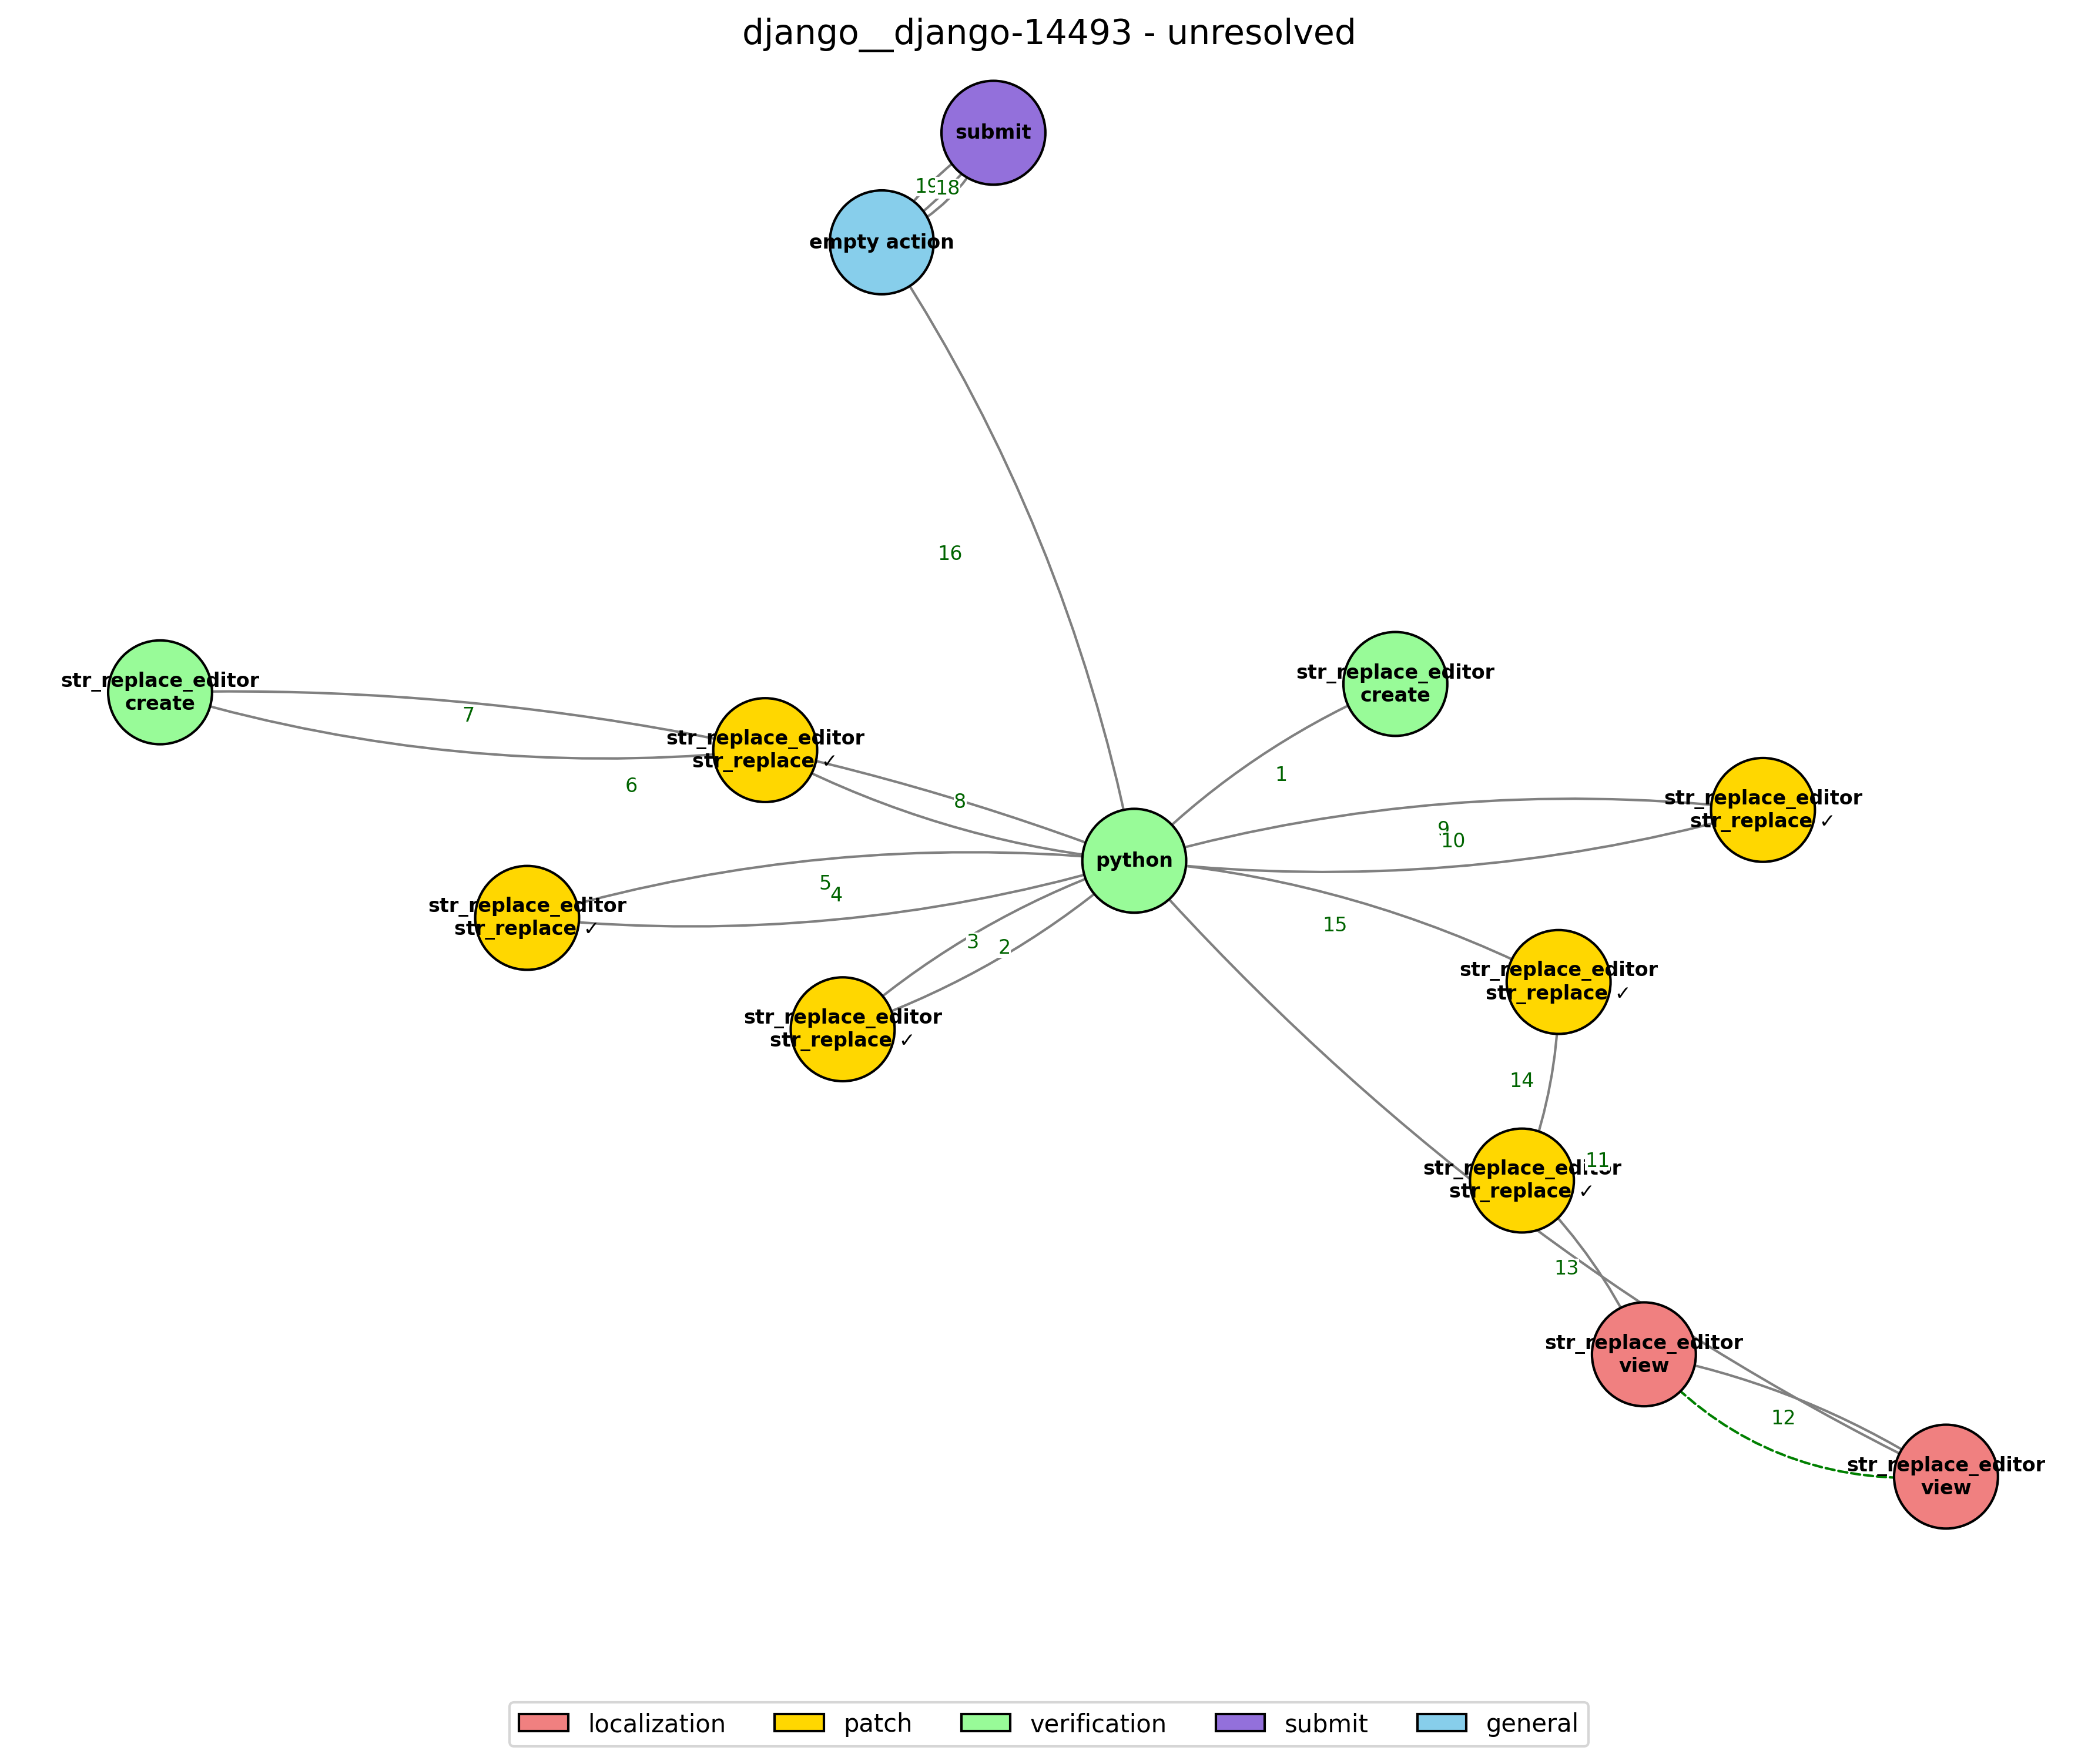 django__django-14493 - unresolved
submit
19
18
empty action
16
str_replace_editor
create
7
6
str_replace_editor
str_replace ✓
8
str_replace_editor
create
1
str_replace_editor
str_replace ✓
9
10
python
5
4
str_replace_editor
str_replace ✓
3
2
str_replace_editor
str_replace ✓
15
str_replace_editor
str_replace ✓
14
11
str_replace_editor
str_replace ✓
13
str_replace_editor
view
12
str_replace_editor
view
localization
patch
verification
submit
general